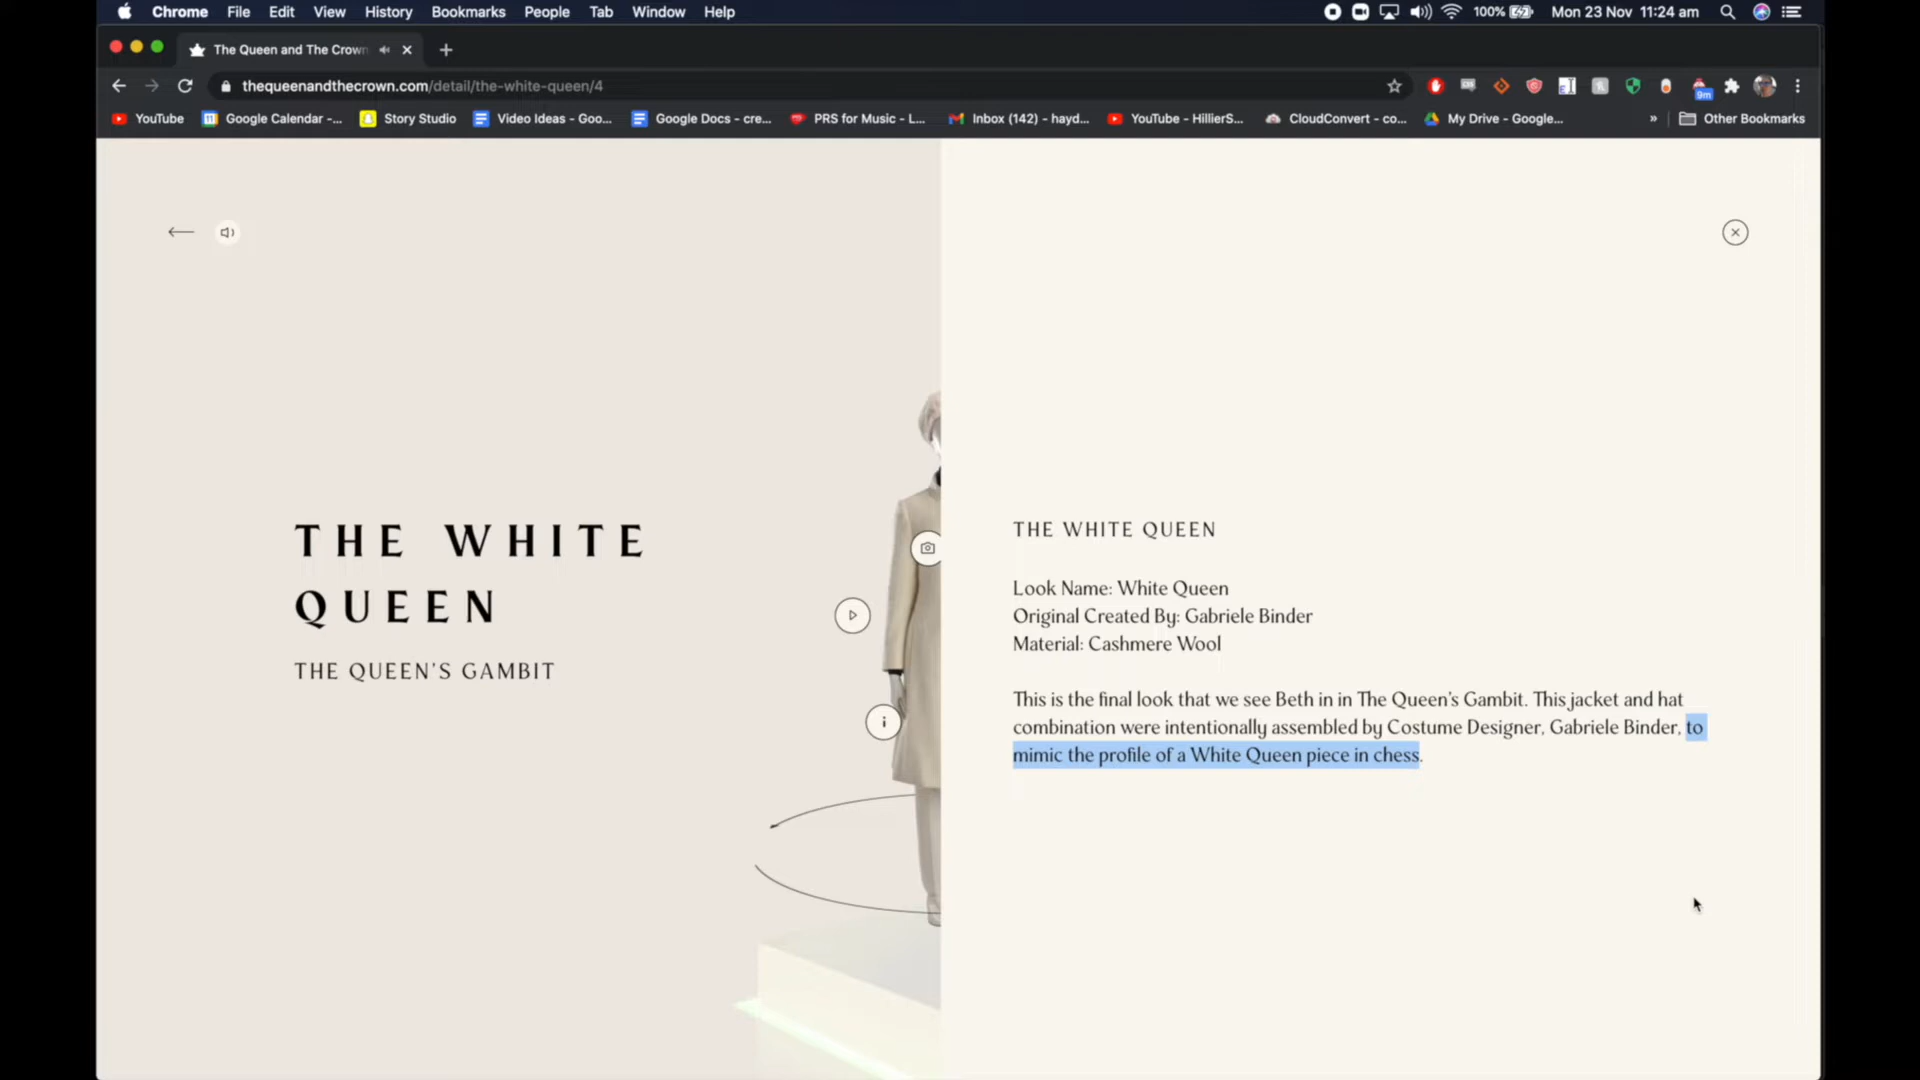 Chrome File Edit View History Bookmarks People Tab Window Help 100% Mon 23 Nov 11:24 am
The Queen and The Crown
thequeenandthecrown.com/detail/the-white-queen/4
9m
YouTube Google Calendar -... Story Studio Video Ideas - Goo... Google Docs - cre... PRS for Music - L... Inbox (142) - hayd... YouTube - HillierS... CloudConvert - co... My Drive - Google... » Other Bookmarks
THE WHITE
QUEEN
THE QUEEN'S GAMBIT
THE WHITE QUEEN
Look Name: White Queen
Original Created By: Gabriele Binder
Material: Cashmere Wool
This is the final look that we see Beth in in The Queen's Gambit. This jacket and hat
combination were intentionally assembled by Costume Designer, Gabriele Binder, to
mimic the profile of a White Queen piece in chess.